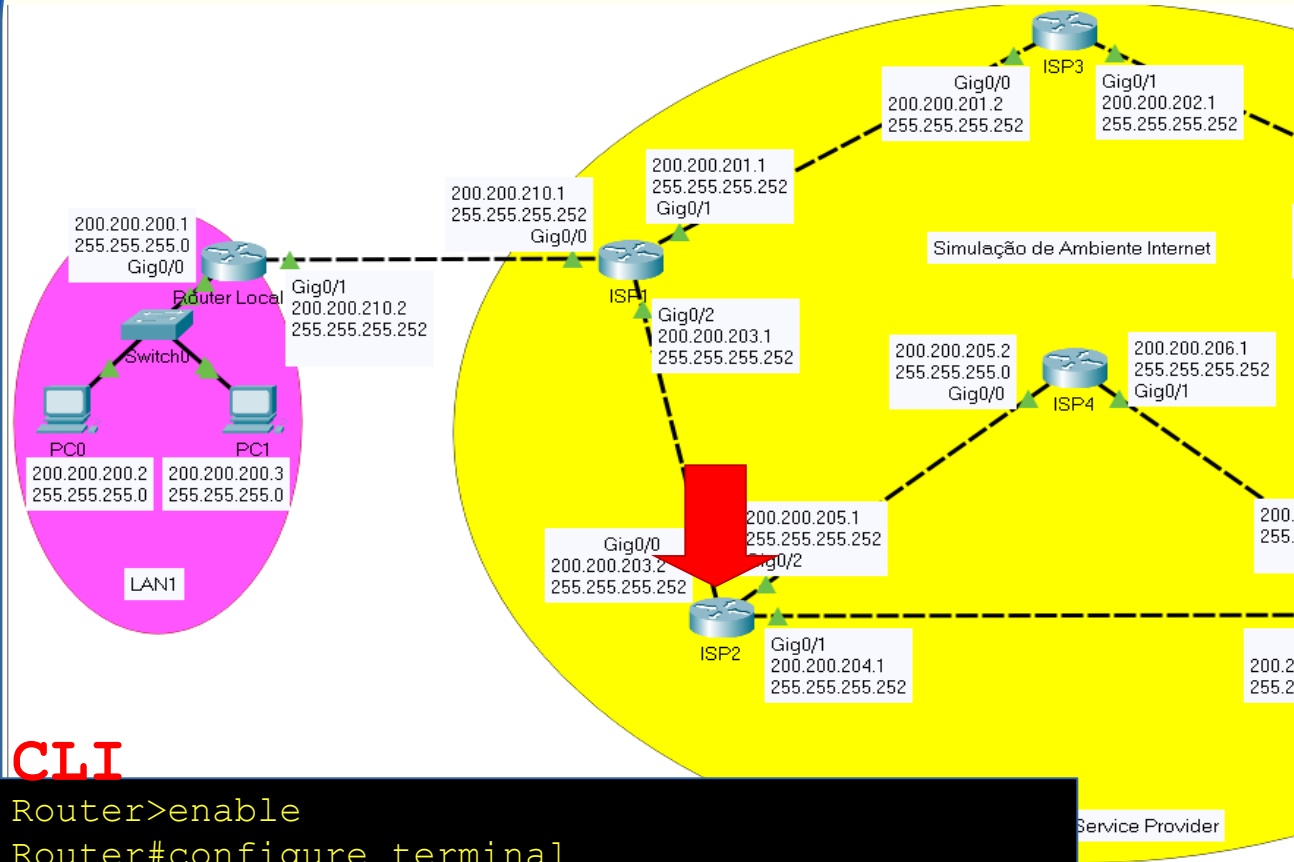 ISP3
Gig0/0
200.200.201.2
255.255.255.252
Gig0/1
200.200.202.1
255.255.255.252
200.200.201.1
255.255.255.252
Gig0/1
200.200.210.1
255.255.255.252
Gig0/0
200.200.200.1
255.255.255.0
Gig0/0
Simulação de Ambiente Internet
Router Local
Gig0/1
200.200.210.2
255.255.255.252
ISP1
Gig0/2
200.200.203.1
255.255.255.252
Switch0
200.200.205.2
255.255.255.0
Gig0/0
ISP4
200.200.206.1
255.255.255.252
Gig0/1
PC0
PC1
200.200.200.2
255.255.255.0
200.200.200.3
255.255.255.0
LAN1
200.200.205.1
255.255.255.252
Gig0/2
Gig0/0
200.200.203.2
255.255.255.252
200.
255.
ISP2
Gig0/1
200.200.204.1
255.255.255.252
200.2
255.2
CLI
Router>enable
Router#configure terminal
Service Provider